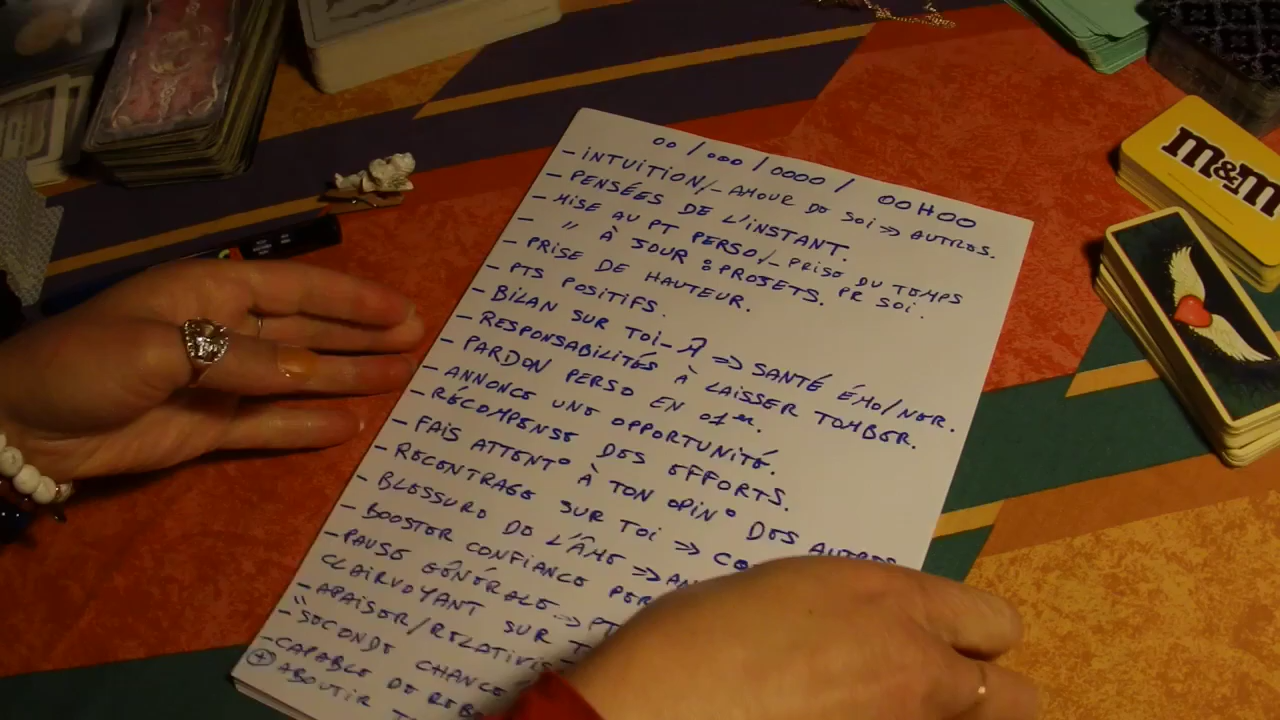 00 / 000 / 0000 / 00H00
- INTUITION/- AMOUR DE SOI => AUTRES.
- PENSÉES DE L'INSTANT.
- MISE AU PT PERSO/- PRISE DU TEMPS PR SOI.
- " À JOUR : PROJETS.
- PRISE DE HAUTEUR.
- PTS POSITIFS.
- BILAN SUR TOI- => SANTÉ ÉMO/NER.
- RESPONSABILITÉS À LAISSER TOMBER.
- PARDON PERSO EN 01er.
- ANNONCE UNE OPPORTUNITÉ.
- RÉCOMPENSE DES EFFORTS.
- FAIS ATTENT° À TON OPIN° DES AUTRES
- RECENTRAGE SUR TOI =>
- BLESSURE DE L'ÂME =>
- BOOSTER CONFIANCE
- PAUSE GÉNÉRALE =>
CLAIRVOYANT SUR
- APAISER/
- "SECONDE CHANCE
- CAPABLE DE
+ ABOUTIR
M&M